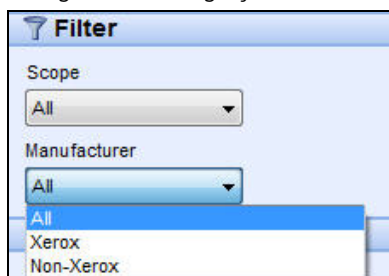 Filter
Scope
All
Manufacturer
All
All
Xerox
Non-Xerox